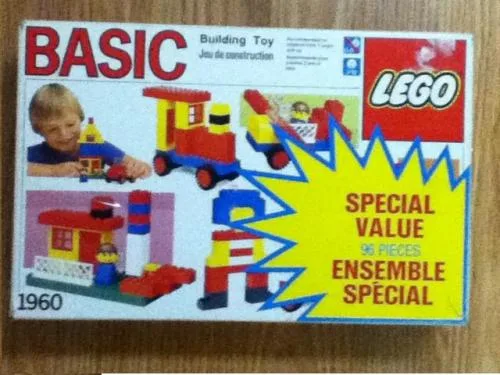 BASIC
Building Toy
Jeu de construction
LEGO
SPECIAL
VALUE
96 PIECES
ENSEMBLE
SPÉCIAL
1960